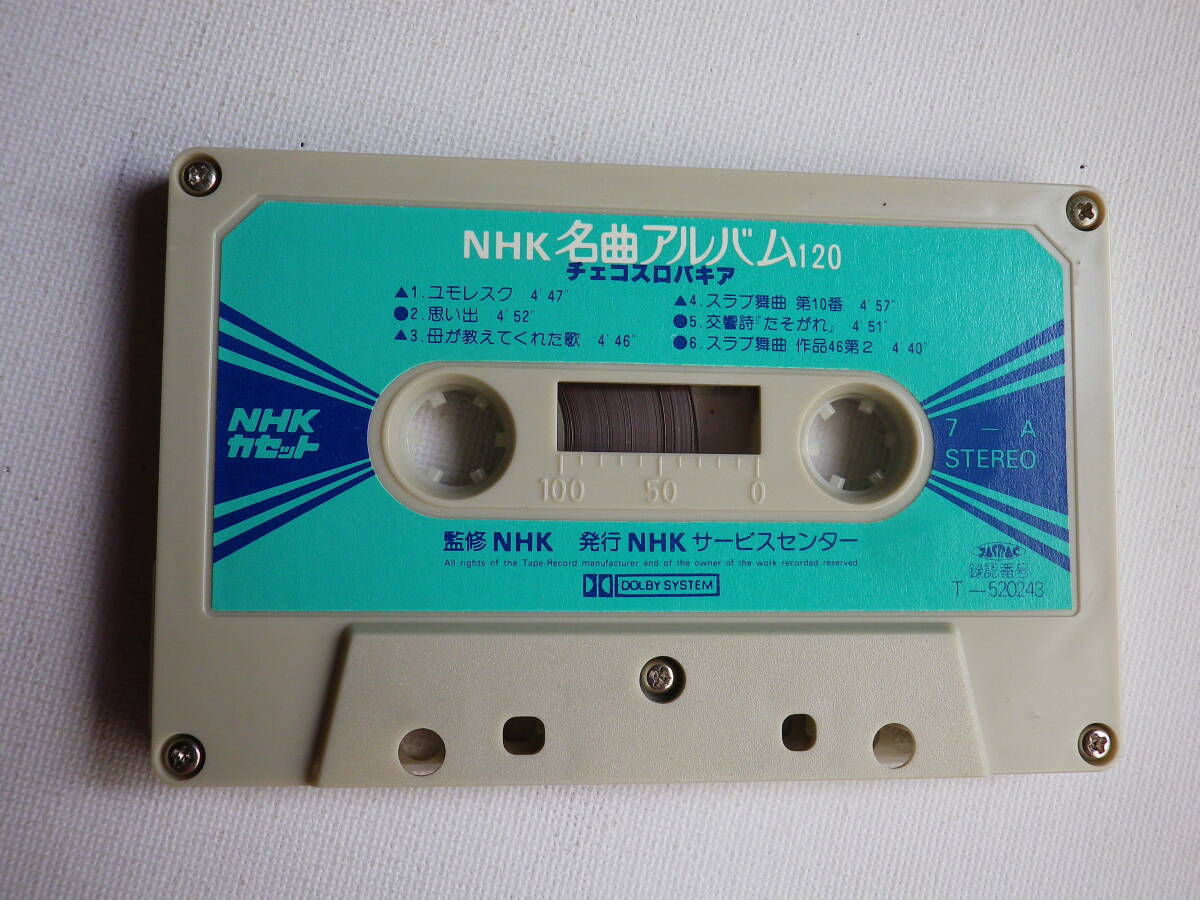 NHK 名曲アルバム120
チェコスロバキア
▲1. ユモレスク 4'47"
●2. 思い出 4'52"
▲3. 母が教えてくれた歌 4'46"
▲4. スラブ舞曲 第10番 4'57"
●5. 交響詩『たそがれ』 4'51"
●6. スラブ舞曲 作品46第2 4'40"
NHK
カセット
7-A
STEREO
100 50 0
監修 NHK 発行 NHK サービスセンター
All rights of the Tape-Record manufacturer and of the owner of the work recorded reserved.
DOLBY SYSTEM
JASRAC
録認番号
T-520243